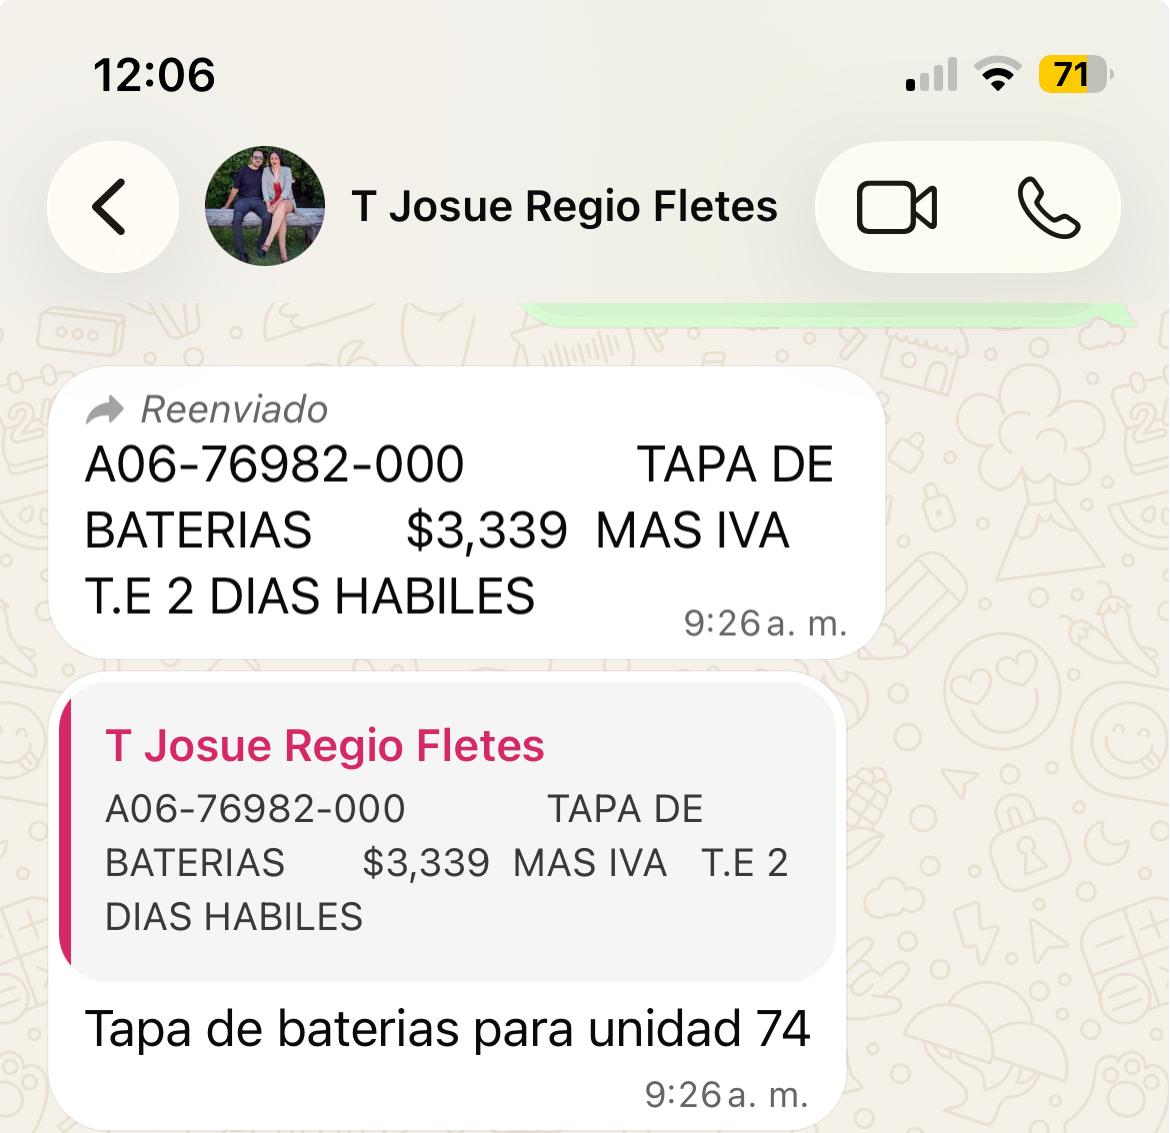 12:06
71
T Josue Regio Fletes
Reenviado
A06-76982-000 TAPA DE
BATERIAS $3,339 MAS IVA
T.E 2 DIAS HABILES
9:26 a. m.
T Josue Regio Fletes
A06-76982-000 TAPA DE
BATERIAS $3,339 MAS IVA T.E 2
DIAS HABILES
Tapa de baterias para unidad 74
9:26 a. m.